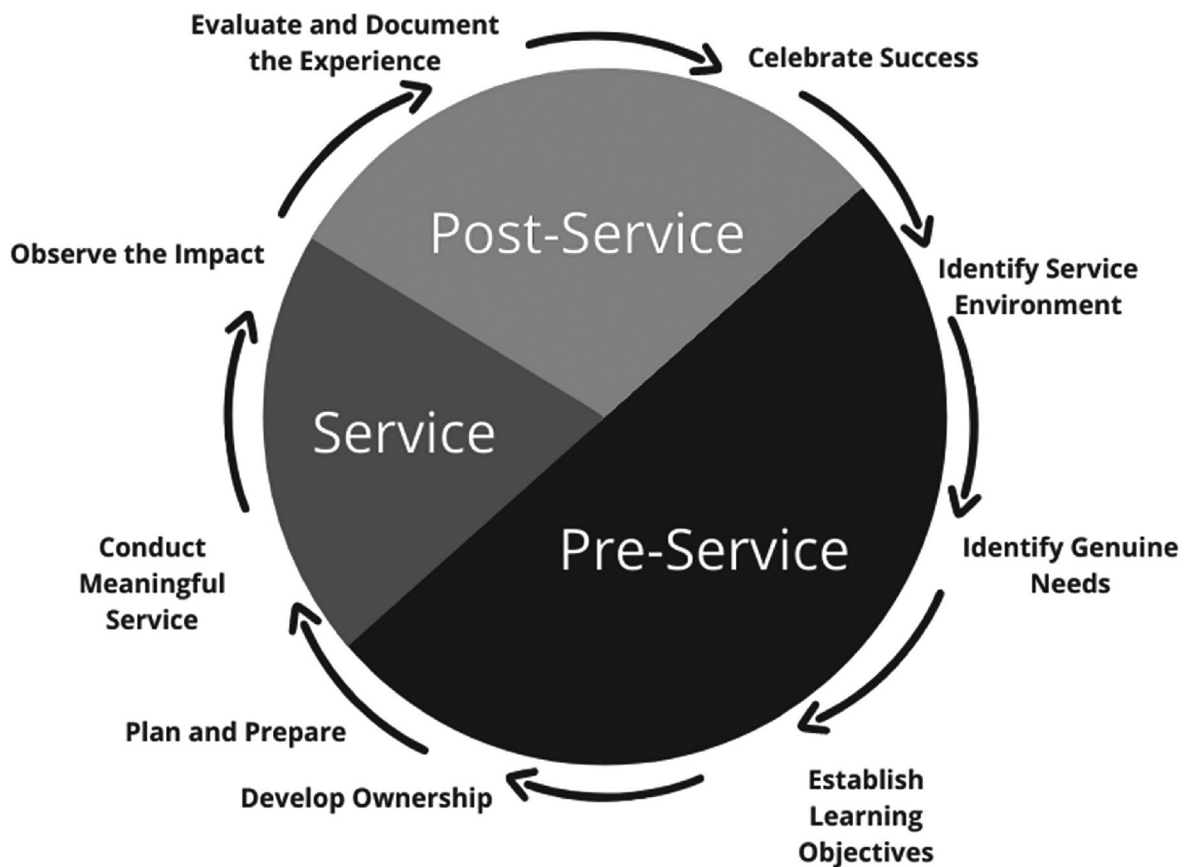 Evaluate and Document
the Experience
Celebrate Success
Post-Service
Observe the Impact
Identify Service
Environment
Service
Pre-Service
Conduct
Meaningful
Service
Identify Genuine
Needs
Plan and Prepare
Develop Ownership
Establish
Learning
Objectives